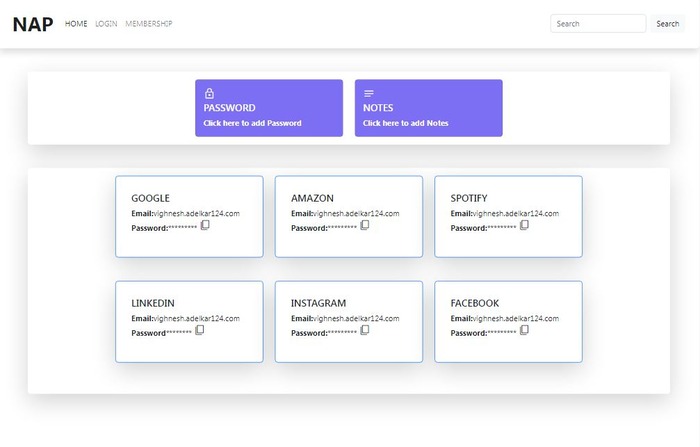 NAP HOME LOGIN MEMBERSHIP Search Search
PASSWORD
Click here to add Password
NOTES
Click here to add Notes
GOOGLE
Email:vighnesh.adelkar124.com
Password:*********
AMAZON
Email:vighnesh.adelkar124.com
Password:*********
SPOTIFY
Email:vighnesh.adelkar124.com
Password:*********
LINKEDIN
Email:vighnesh.adelkar124.com
Password********
INSTAGRAM
Email:vighnesh.adelkar124.com
Password:*********
FACEBOOK
Email:vighnesh.adelkar124.com
Password:*********